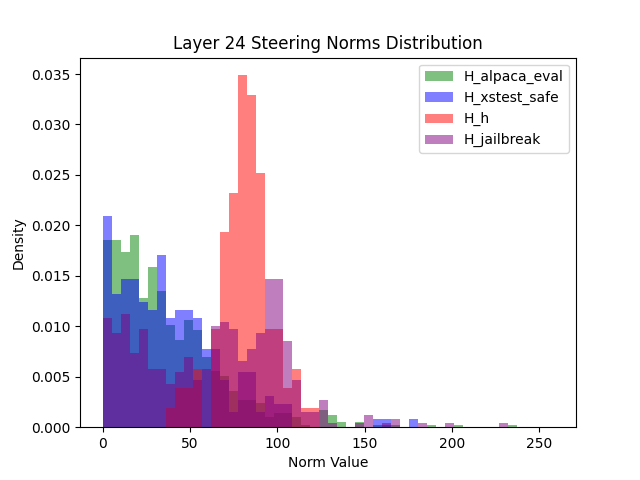 Layer 24 Steering Norms Distribution
H_alpaca_eval
H_xstest_safe
H_h
H_jailbreak
0.035
0.030
0.025
0.020
0.015
0.010
0.005
0.000
Density
0 50 100 150 200 250
Norm Value